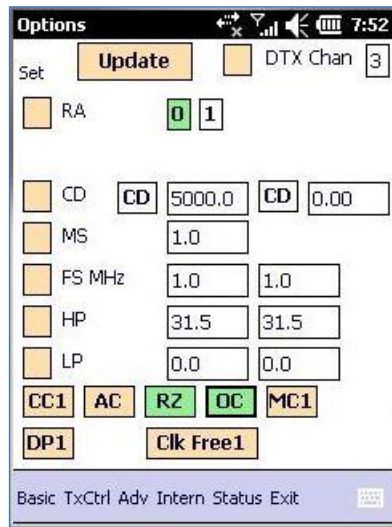 Options 7:52
Set Update DTX Chan 3
RA 0 1
CD CD 5000.0 CD 0.00
MS 1.0
FS MHz 1.0 1.0
HP 31.5 31.5
LP 0.0 0.0
CC1 AC RZ OC MC1
DP1 Clk Free1
Basic TxCtrl Adv Intern Status Exit